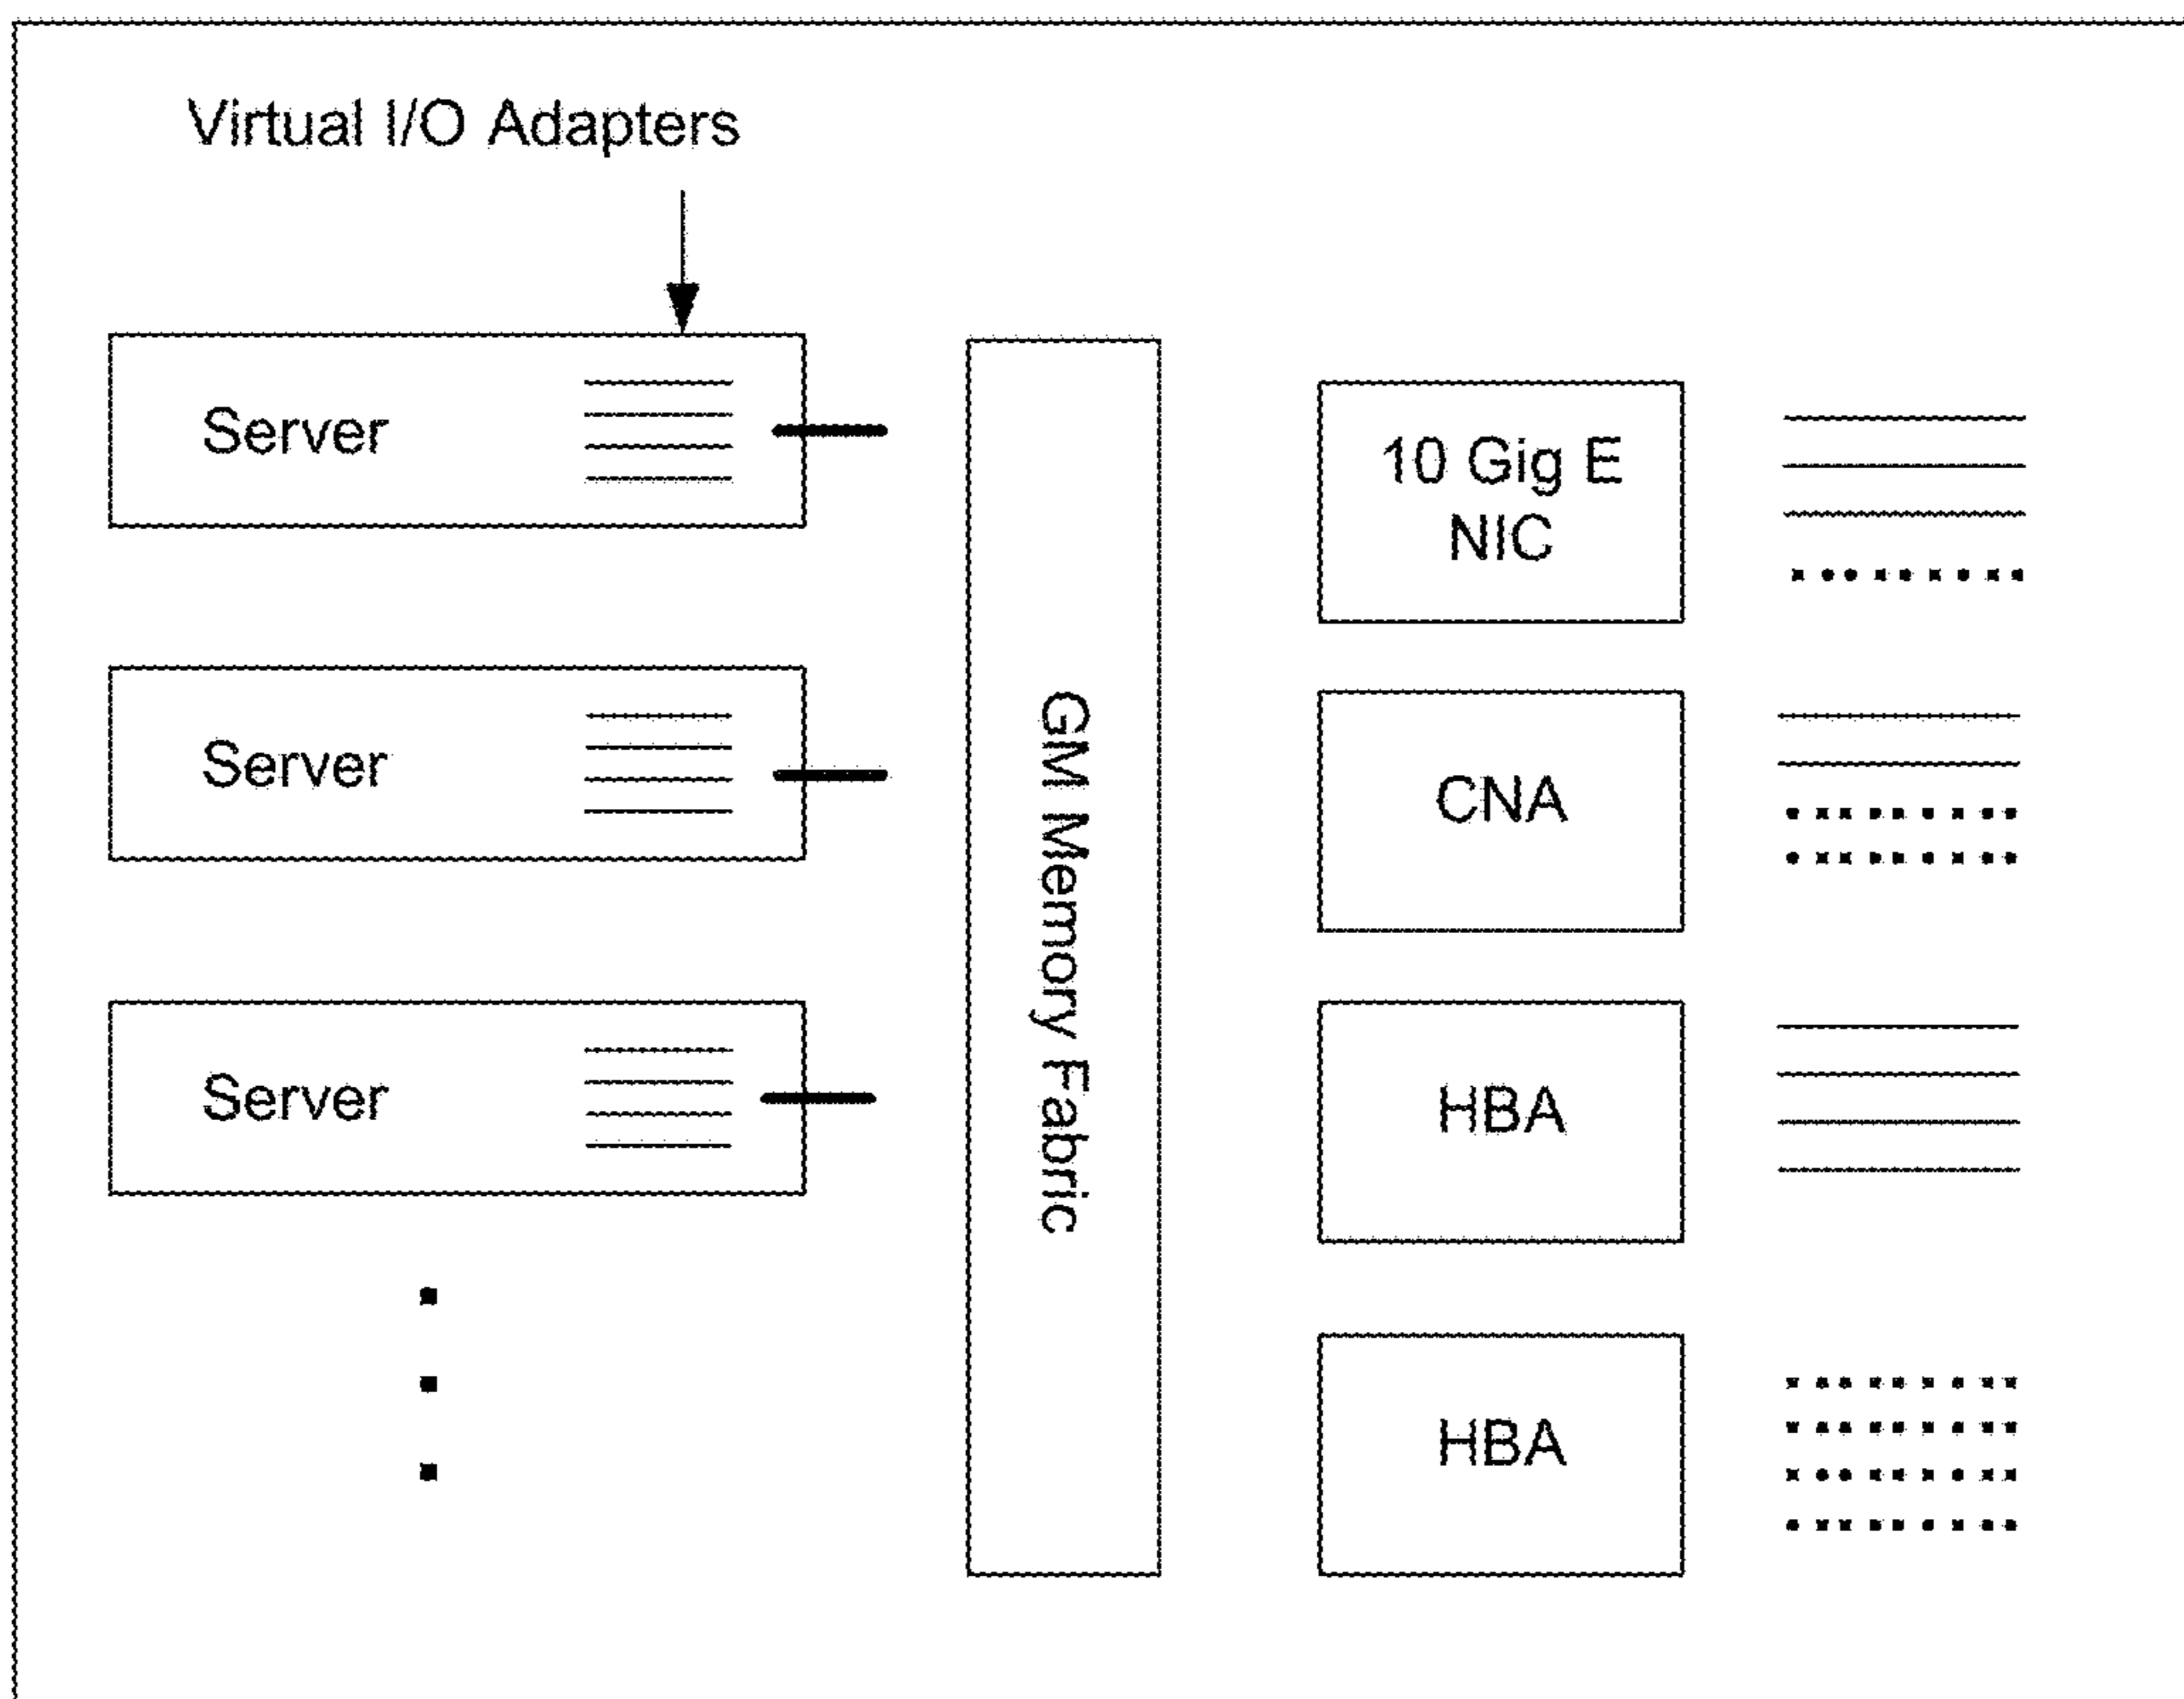 Virtual I/O Adapters
Server
Server
Server
GM Memory Fabric
10 Gig E
NIC
CNA
HBA
HBA